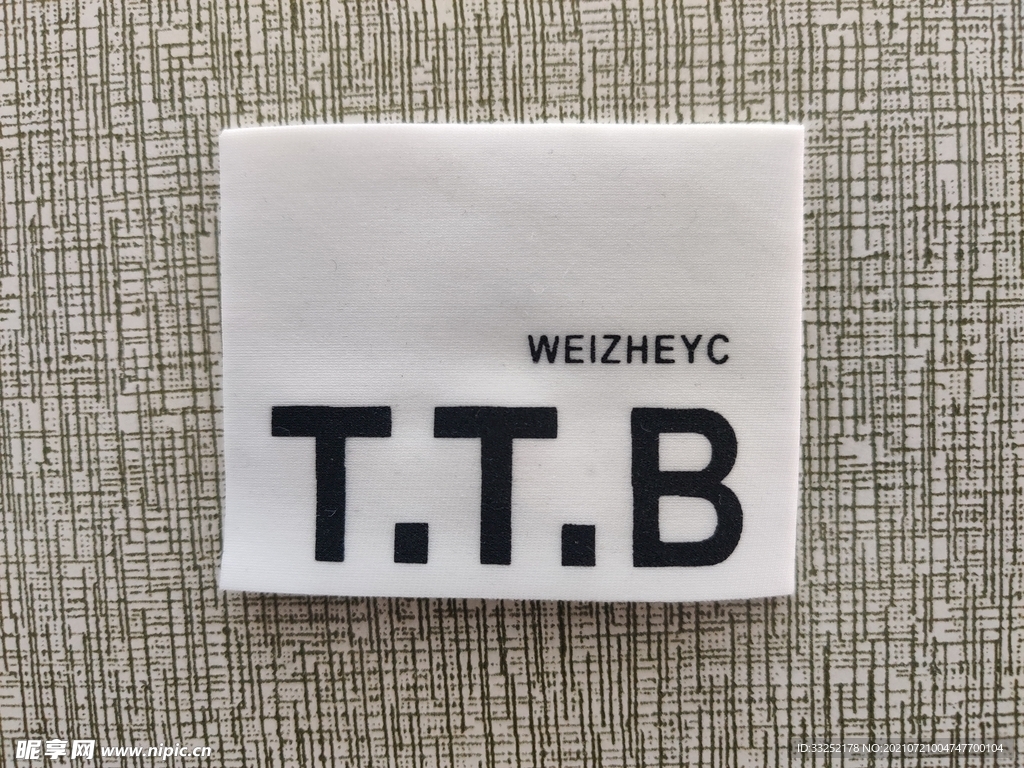 WEIZHEYC
T.T.B
昵享网 www.nipic.cn
ID:33252178 NO:20210721004747700104